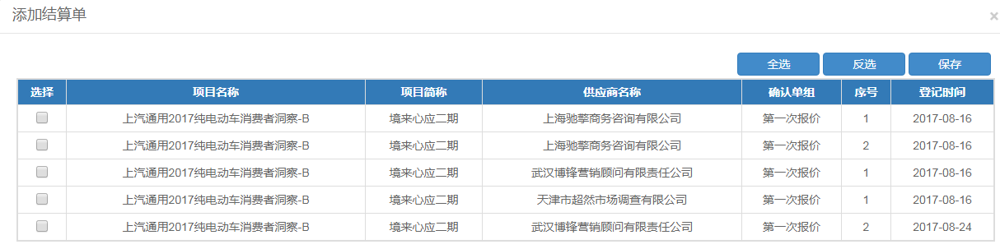 添加结算单
×
全选 反选 保存
选择 项目名称 项目简称 供应商名称 确认单组 序号 登记时间
上汽通用2017纯电动车消费者洞察-B 境来心应二期 上海驰擎商务咨询有限公司 第一次报价 1 2017-08-16
上汽通用2017纯电动车消费者洞察-B 境来心应二期 上海驰擎商务咨询有限公司 第一次报价 2 2017-08-16
上汽通用2017纯电动车消费者洞察-B 境来心应二期 武汉博锋营销顾问有限责任公司 第一次报价 1 2017-08-16
上汽通用2017纯电动车消费者洞察-B 境来心应二期 天津市超然市场调查有限公司 第一次报价 1 2017-08-16
上汽通用2017纯电动车消费者洞察-B 境来心应二期 武汉博锋营销顾问有限责任公司 第一次报价 2 2017-08-24